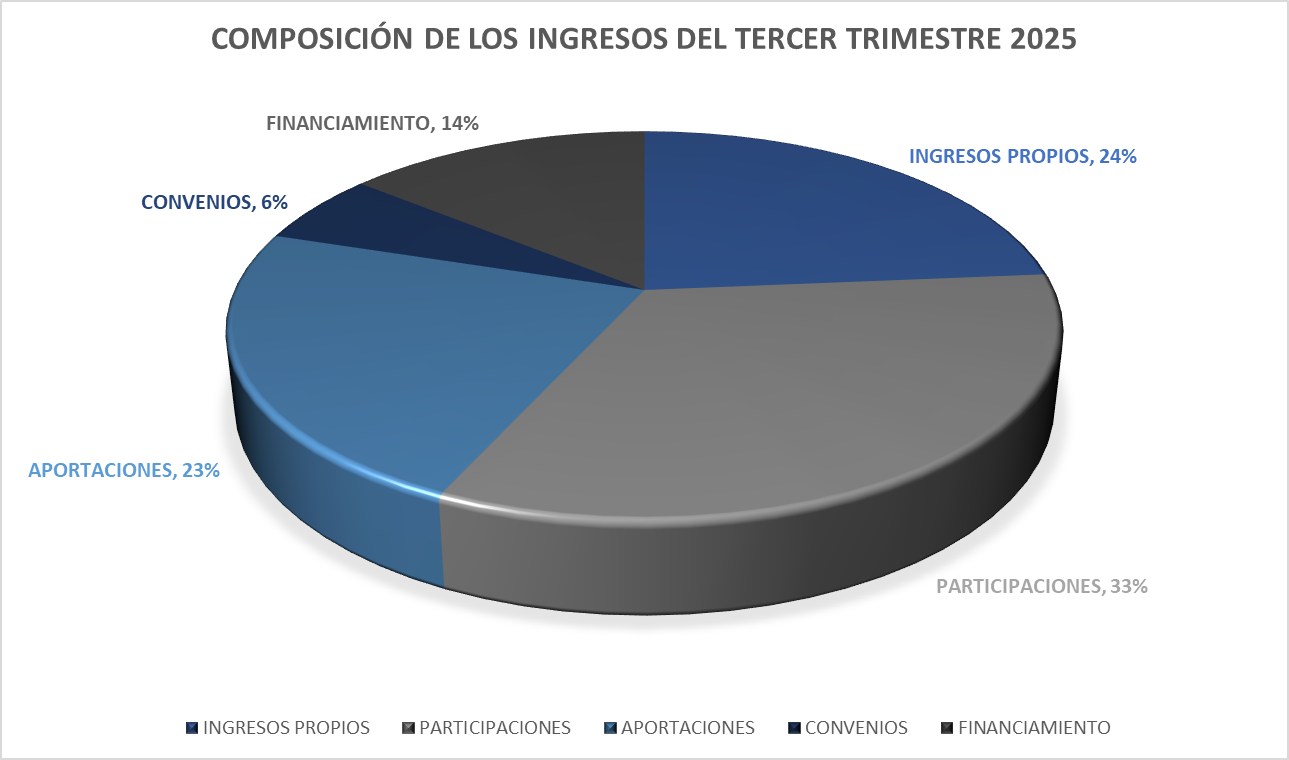 COMPOSICIÓN DE LOS INGRESOS DEL TERCER TRIMESTRE 2025
FINANCIAMIENTO, 14%
INGRESOS PROPIOS, 24%
CONVENIOS, 6%
APORTACIONES, 23%
PARTICIPACIONES, 33%
INGRESOS PROPIOS PARTICIPACIONES APORTACIONES CONVENIOS FINANCIAMIENTO